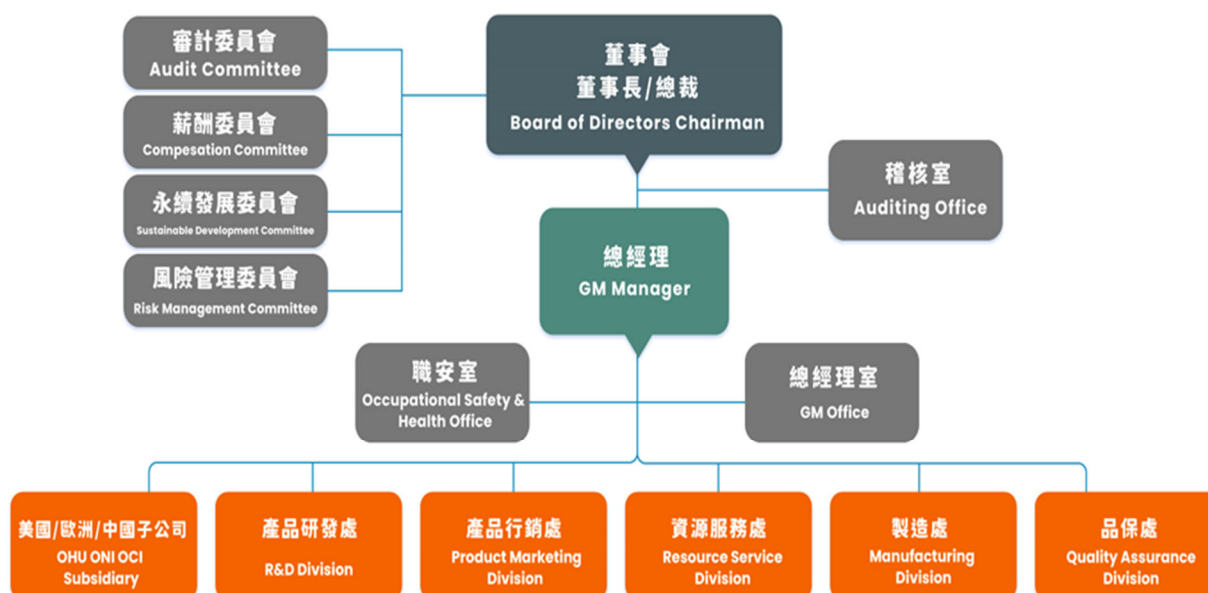 審計委員會
Audit Committee
薪酬委員會
Compesation Committee
永續發展委員會
Sustainable Development Committee
風險管理委員會
Risk Management Committee
董事會
董事長/總裁
Board of Directors Chairman
稽核室
Auditing Office
總經理
GM Manager
職安室
Occupational Safety &
Health Office
總經理室
GM Office
美國/歐洲/中國子公司
OHU ONI OCI
Subsidiary
產品研發處
R&D Division
產品行銷處
Product Marketing
Division
資源服務處
Resource Service
Division
製造處
Manufacturing
Division
品保處
Quality Assurance
Division